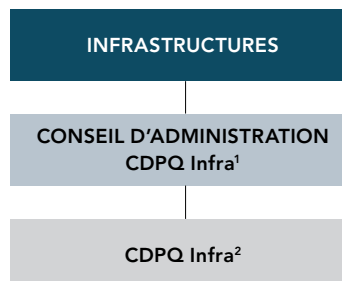 INFRASTRUCTURES
CONSEIL D’ADMINISTRATION
CDPQ Infra¹
CDPQ Infra²